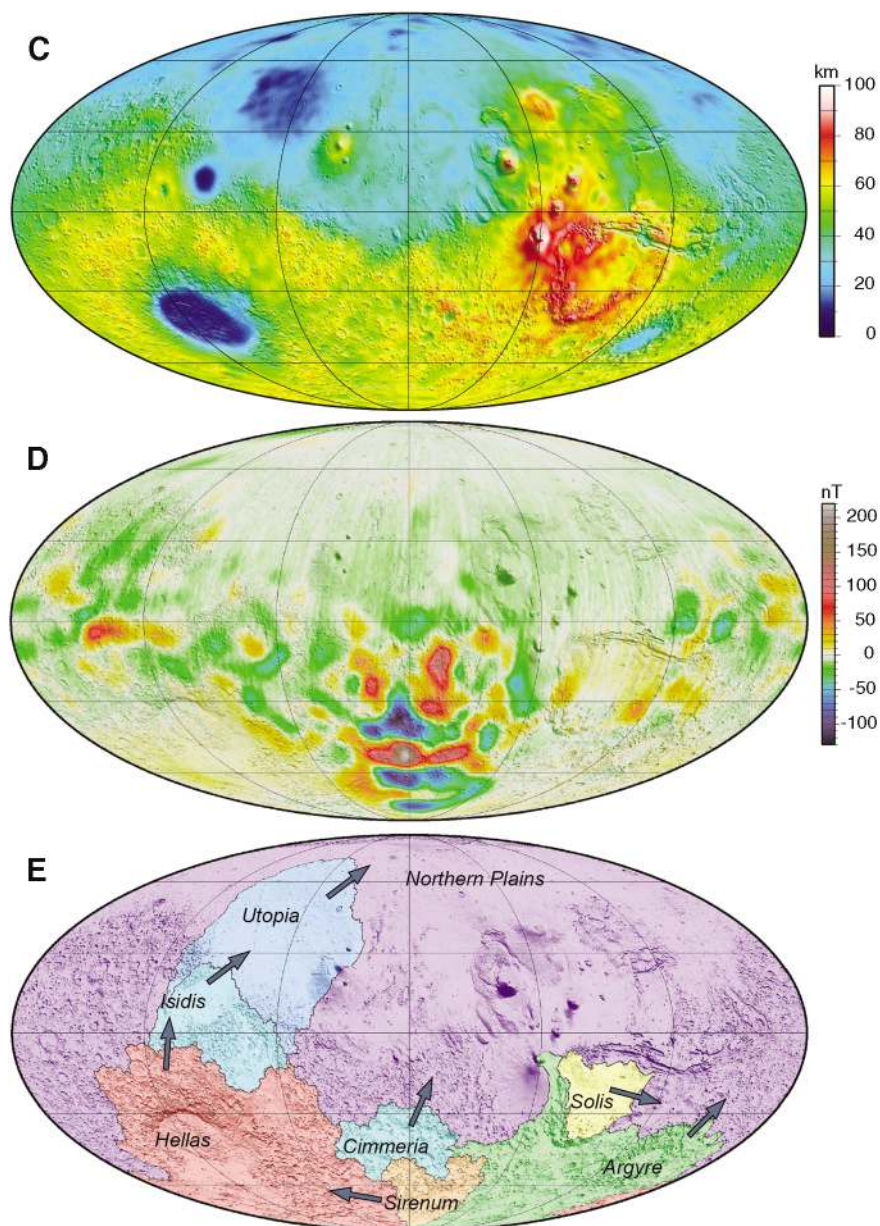 C
km
100
80
60
40
20
0
D
nT
200
150
100
50
0
-50
-100
E
Northern Plains
Utopia
Isidis
Solis
Hellas
Cimmeria
Argyre
Sirenum